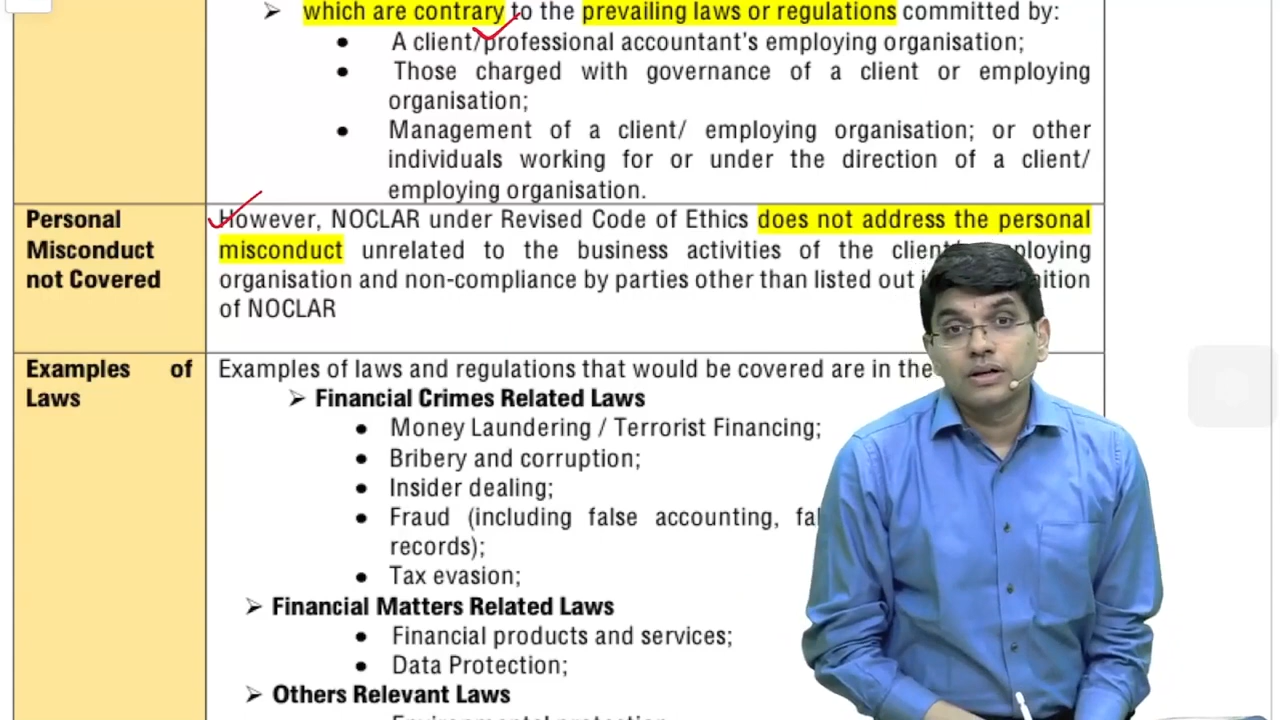 ➢ which are contrary to the prevailing laws or regulations committed by:
• A client/professional accountant's employing organisation;
• Those charged with governance of a client or employing
organisation;
• Management of a client/ employing organisation; or other
individuals working for or under the direction of a client/
employing organisation.
Personal
Misconduct
not Covered
However, NOCLAR under Revised Code of Ethics does not address the personal
misconduct unrelated to the business activities of the
organisation and non-compliance by parties other than listed out
of NOCLAR
Examples of
Laws
Examples of laws and regulations that would be covered are in the
➢ Financial Crimes Related Laws
• Money Laundering / Terrorist Financing;
• Bribery and corruption;
• Insider dealing;
• Fraud (including false accounting,
records);
• Tax evasion;
➢ Financial Matters Related Laws
• Financial products and services;
• Data Protection;
➢ Others Relevant Laws